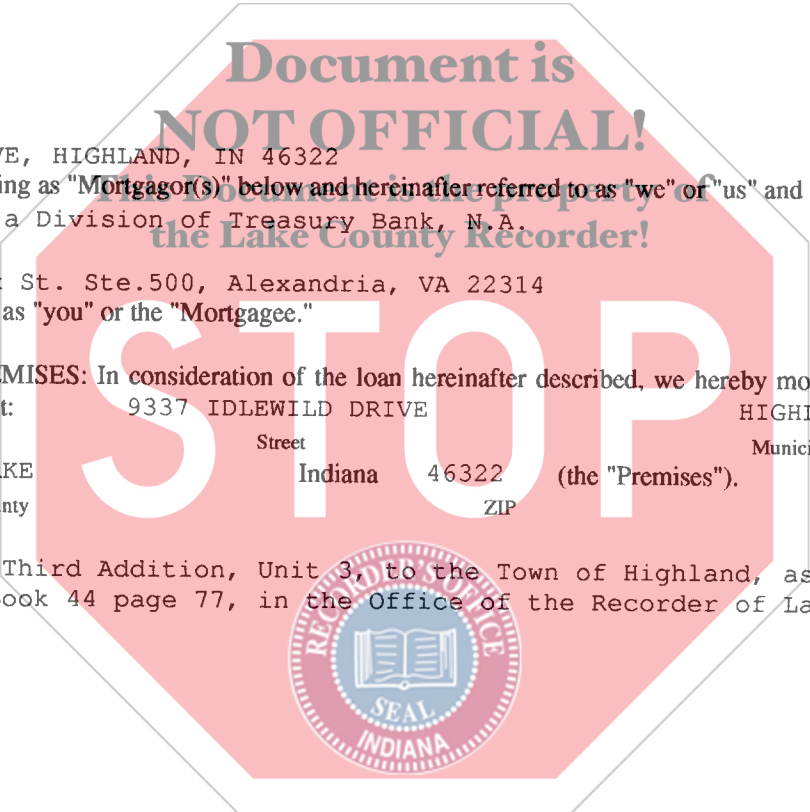 Document is
NOT OFFICIAL!
VE, HIGHLAND, IN 46322
ing as "Mortgagor(s)" below and hereinafter referred to as "we" or "us" and
This Document is the property of
a Division of Treasury Bank, N.A.
the Lake County Recorder!
St. Ste.500, Alexandria, VA 22314
as "you" or the "Mortgagee."
STOP
MISES: In consideration of the loan hereinafter described, we hereby mo
t: 9337 IDLEWILD DRIVE HIGHL
Street Munici
KE Indiana 46322 (the "Premises").
nty ZIP
Third Addition, Unit 3, to the Town of Highland, as
ook 44 page 77, in the Office of the Recorder of La
RECORDER'S OFFICE
SEAL
INDIANA